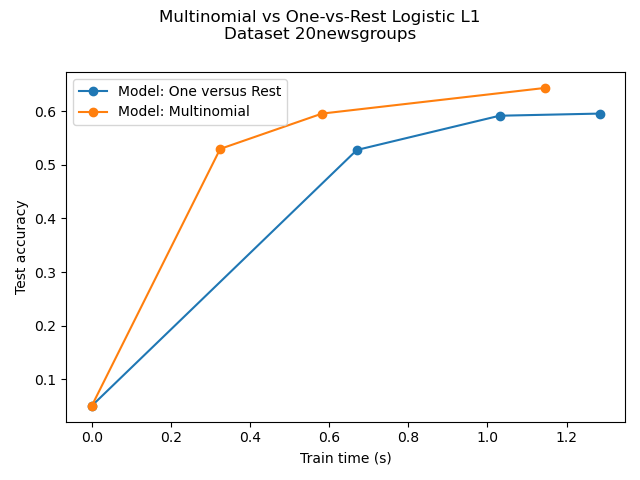 Multinomial vs One-vs-Rest Logistic L1
Dataset 20newsgroups
Model: One versus Rest
Model: Multinomial
Test accuracy
0.6
0.5
0.4
0.3
0.2
0.1
0.0 0.2 0.4 0.6 0.8 1.0 1.2
Train time (s)